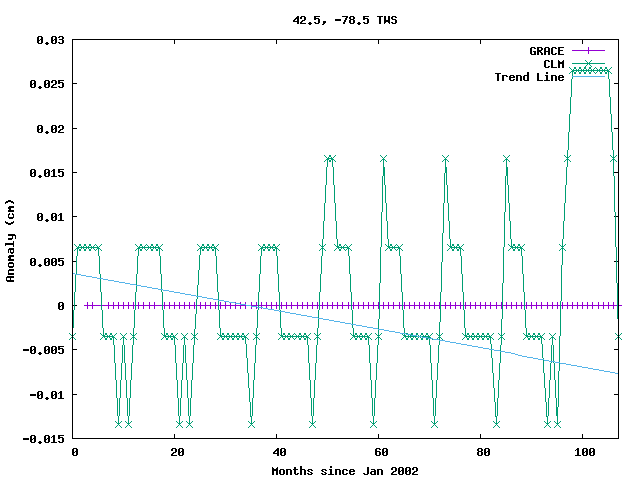 42.5, -78.5 TWS
GRACE
CLM
Trend Line
0.03
0.025
0.02
0.015
0.01
0.005
0
-0.005
-0.01
-0.015
Anomaly (cm)
0 20 40 60 80 100
Months since Jan 2002